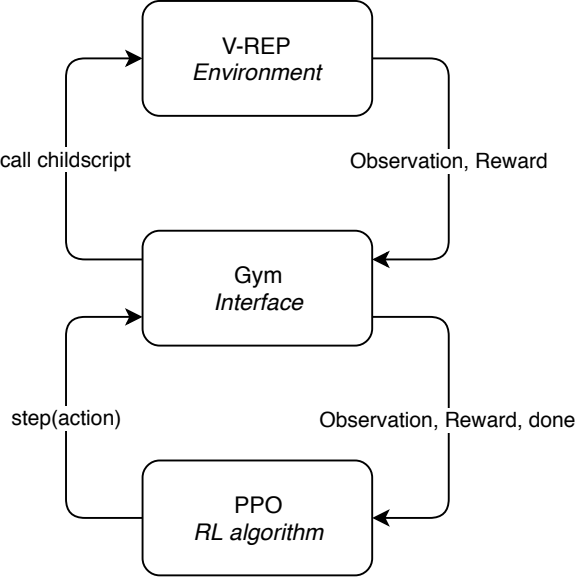 V-REP
Environment
call childscript
Observation, Reward
Gym
Interface
step(action)
Observation, Reward, done
PPO
RL algorithm